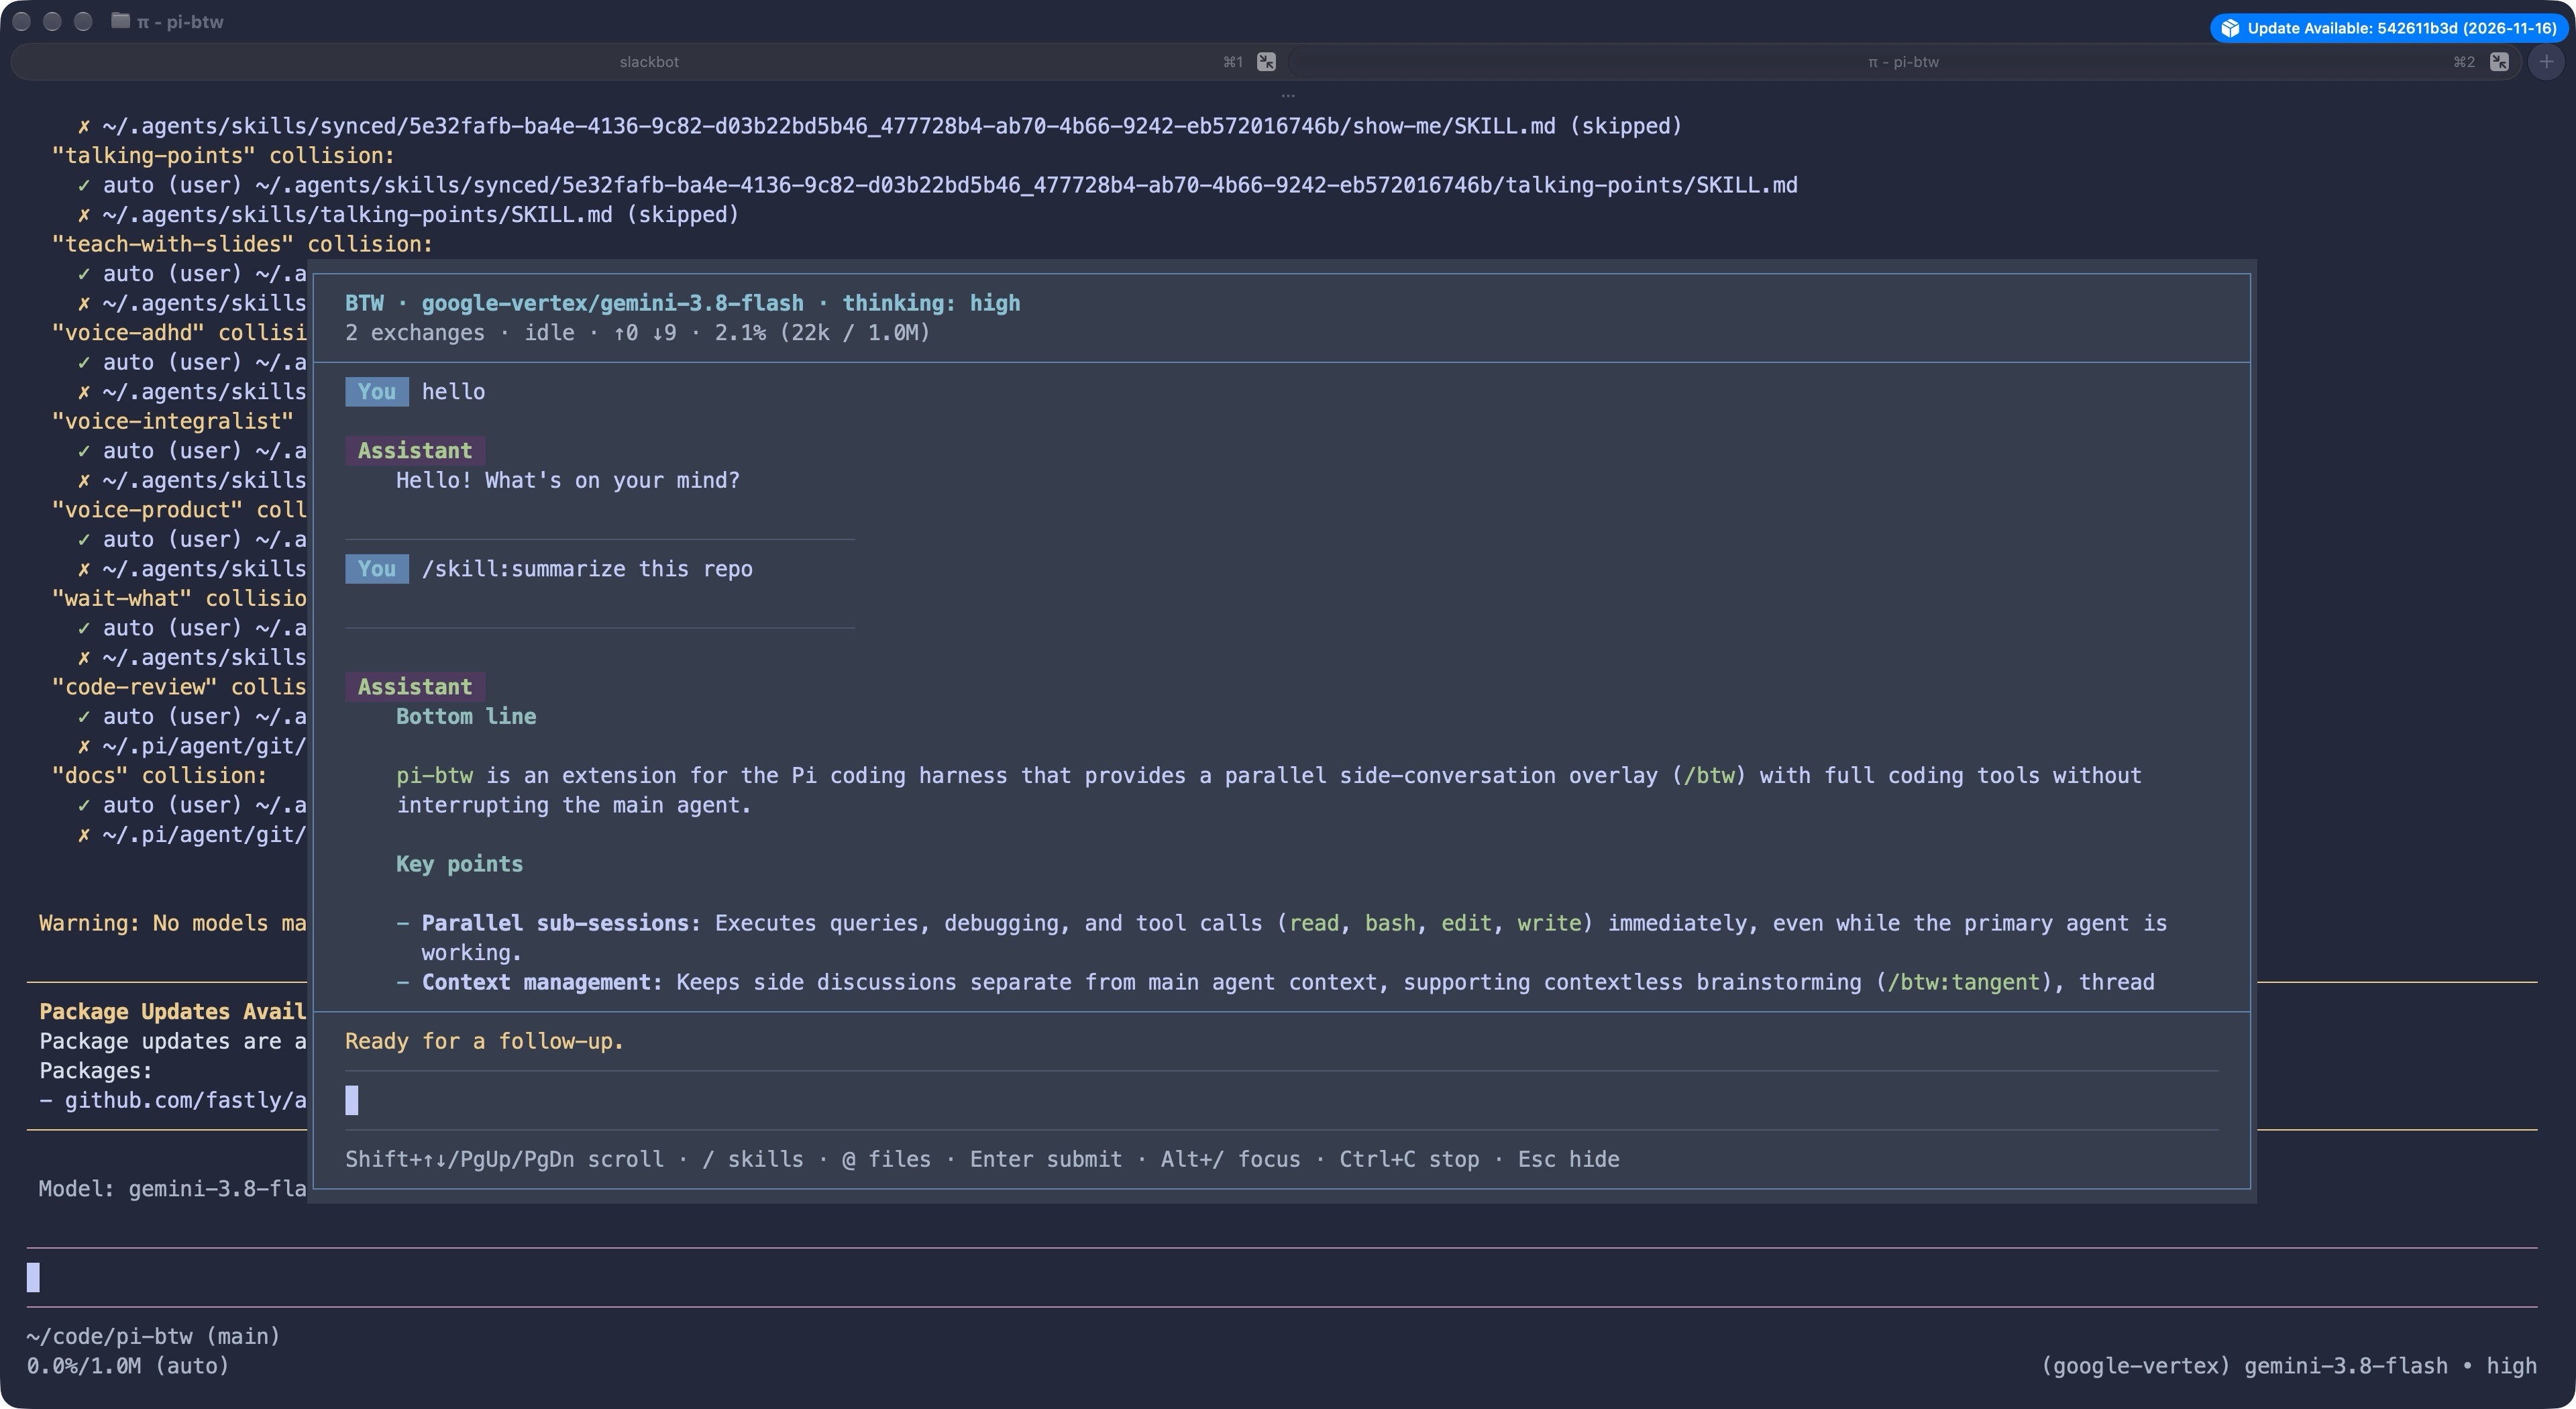 π - pi-btw
Update Available: 542611b3d (2026-11-16)
slackbot ⌘1
π - pi-btw ⌘2
✗ ~/.agents/skills/synced/5e32fafb-ba4e-4136-9c82-d03b22bd5b46_477728b4-ab70-4b66-9242-eb572016746b/show-me/SKILL.md (skipped)
"talking-points" collision:
✓ auto (user) ~/.agents/skills/synced/5e32fafb-ba4e-4136-9c82-d03b22bd5b46_477728b4-ab70-4b66-9242-eb572016746b/talking-points/SKILL.md
✗ ~/.agents/skills/talking-points/SKILL.md (skipped)
"teach-with-slides" collision:
✓ auto (user) ~/.a
✗ ~/.agents/skills
"voice-adhd" collisi
✓ auto (user) ~/.a
✗ ~/.agents/skills
"voice-integralist"
✓ auto (user) ~/.a
✗ ~/.agents/skills
"voice-product" coll
✓ auto (user) ~/.a
✗ ~/.agents/skills
"wait-what" collisio
✓ auto (user) ~/.a
✗ ~/.agents/skills
"code-review" collis
✓ auto (user) ~/.a
✗ ~/.pi/agent/git/
"docs" collision:
✓ auto (user) ~/.a
✗ ~/.pi/agent/git/
Warning: No models ma
Package Updates Avail
Package updates are a
Packages:
- github.com/fastly/a
Model: gemini-3.8-fla
BTW · google-vertex/gemini-3.8-flash · thinking: high
2 exchanges · idle · ↑0 ↓9 · 2.1% (22k / 1.0M)
You hello
Assistant
Hello! What's on your mind?
You /skill:summarize this repo
Assistant
Bottom line
pi-btw is an extension for the Pi coding harness that provides a parallel side-conversation overlay (/btw) with full coding tools without
interrupting the main agent.
Key points
- Parallel sub-sessions: Executes queries, debugging, and tool calls (read, bash, edit, write) immediately, even while the primary agent is
working.
- Context management: Keeps side discussions separate from main agent context, supporting contextless brainstorming (/btw:tangent), thread
Ready for a follow-up.
Shift+↑↓/PgUp/PgDn scroll · / skills · @ files · Enter submit · Alt+/ focus · Ctrl+C stop · Esc hide
~/code/pi-btw (main)
0.0%/1.0M (auto)
(google-vertex) gemini-3.8-flash • high